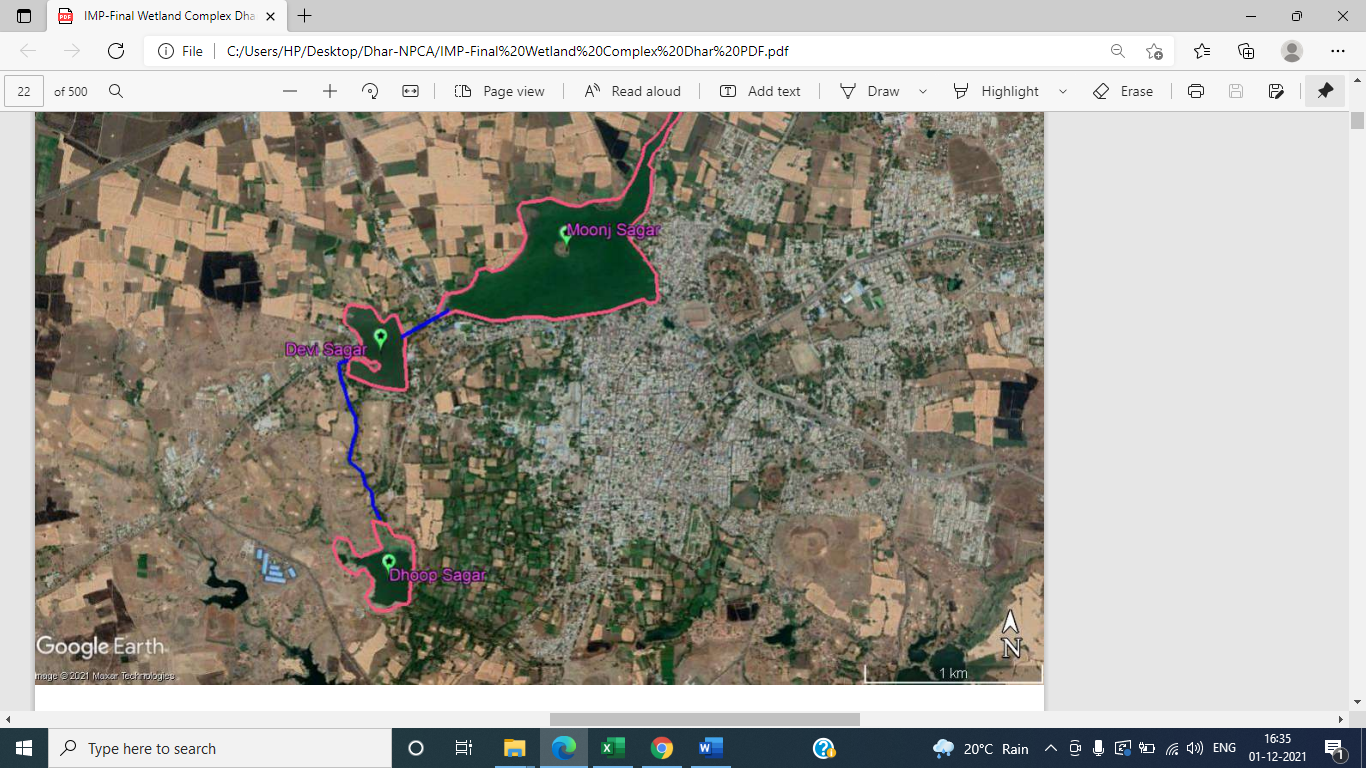 IMP-Final Wetland Complex Dha
File
C:/Users/HP/Desktop/Dhar-NPCA/IMP-Final%20Wetland%20Complex%20Dhar%20PDF.pdf
22 of 500
Page view
Read aloud
Add text
Draw
Highlight
Erase
Moonj Sagar
Devi Sagar
Dhoop Sagar
Google Earth
mage © 2021 Maxar Technologies
N
1 km
Type here to search
20°C Rain
ENG
16:35
01-12-2021
1